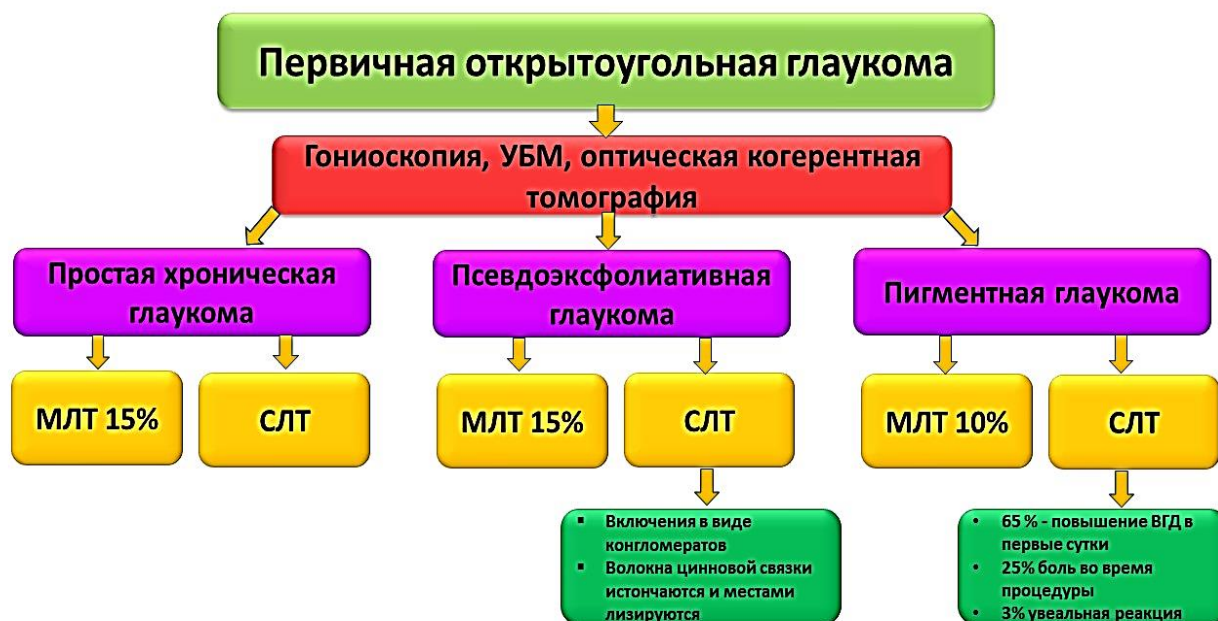 Первичная открытоугольная глаукома
Гониоскопия, УБМ, оптическая когерентная
томография
Простая хроническая
глаукома
Псевдоэксфолиативная
глаукома
Пигментная глаукома
МЛТ 15%
СЛТ
МЛТ 15%
СЛТ
МЛТ 10%
СЛТ
▪ Включения в виде
конгломератов
▪ Волокна цинновой связки
истончаются и местами
лизируются
• 65 % - повышение ВГД в
первые сутки
• 25% боль во время
процедуры
• 3% увеальная реакция